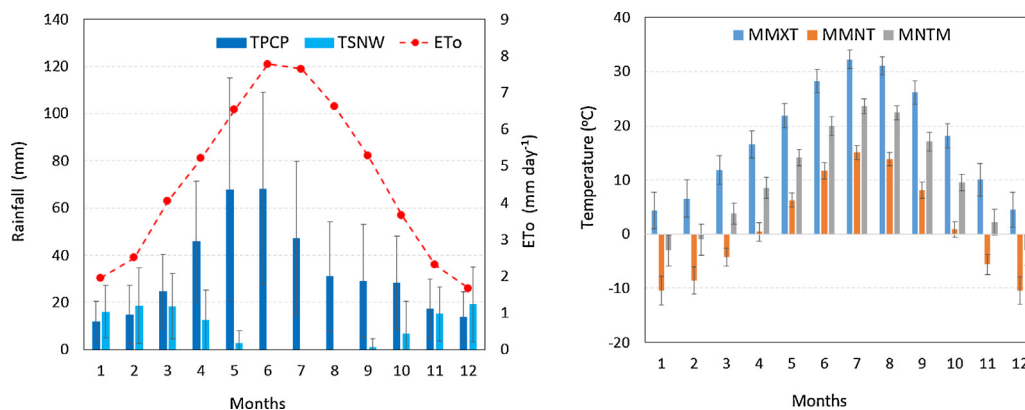 140
120
100
80
60
40
20
0
Rainfall (mm)
TPCP TSNW ETo
9
8
7
6
5
4
3
2
1
0
ETo (mm day⁻¹)
1 2 3 4 5 6 7 8 9 10 11 12
Months
40
30
20
10
0
-10
-20
Temperature (°C)
MMXT MMNT MNTM
1 2 3 4 5 6 7 8 9 10 11 12
Months